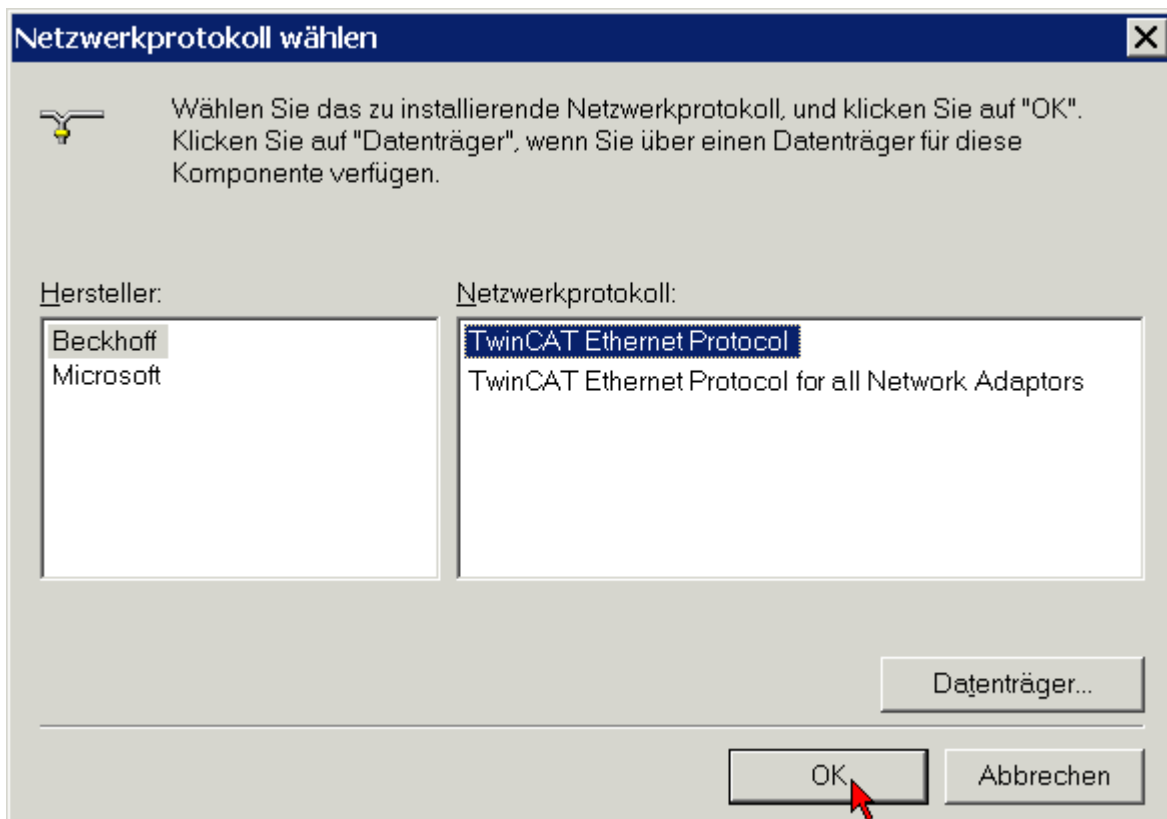 Netzwerkprotokoll wählen
Wählen Sie das zu installierende Netzwerkprotokoll, und klicken Sie auf "OK".
Klicken Sie auf "Datenträger", wenn Sie über einen Datenträger für diese
Komponente verfügen.
Hersteller:
Beckhoff
Microsoft
Netzwerkprotokoll:
TwinCAT Ethernet Protocol
TwinCAT Ethernet Protocol for all Network Adaptors
Datenträger...
OK
Abbrechen